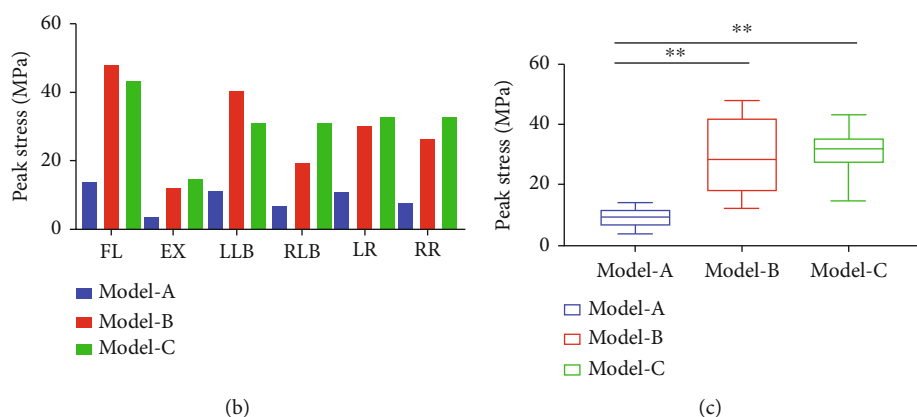 Peak stress (MPa)
60
40
20
0
FL EX LLB RLB LR RR
Model-A
Model-B
Model-C
(b)
**
**
Peak stress (MPa)
60
40
20
0
Model-A Model-B Model-C
Model-A
Model-B
Model-C
(c)